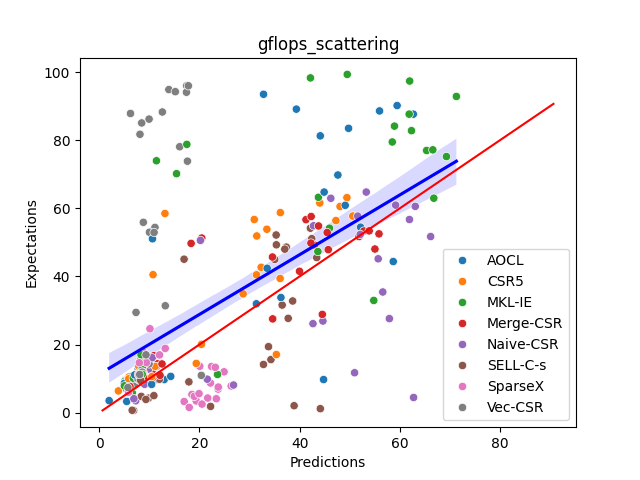 gflops_scattering
Expectations
100
80
60
40
20
0
0
20
40
60
80
Predictions
AOCL
CSR5
MKL-IE
Merge-CSR
Naive-CSR
SELL-C-s
SparseX
Vec-CSR